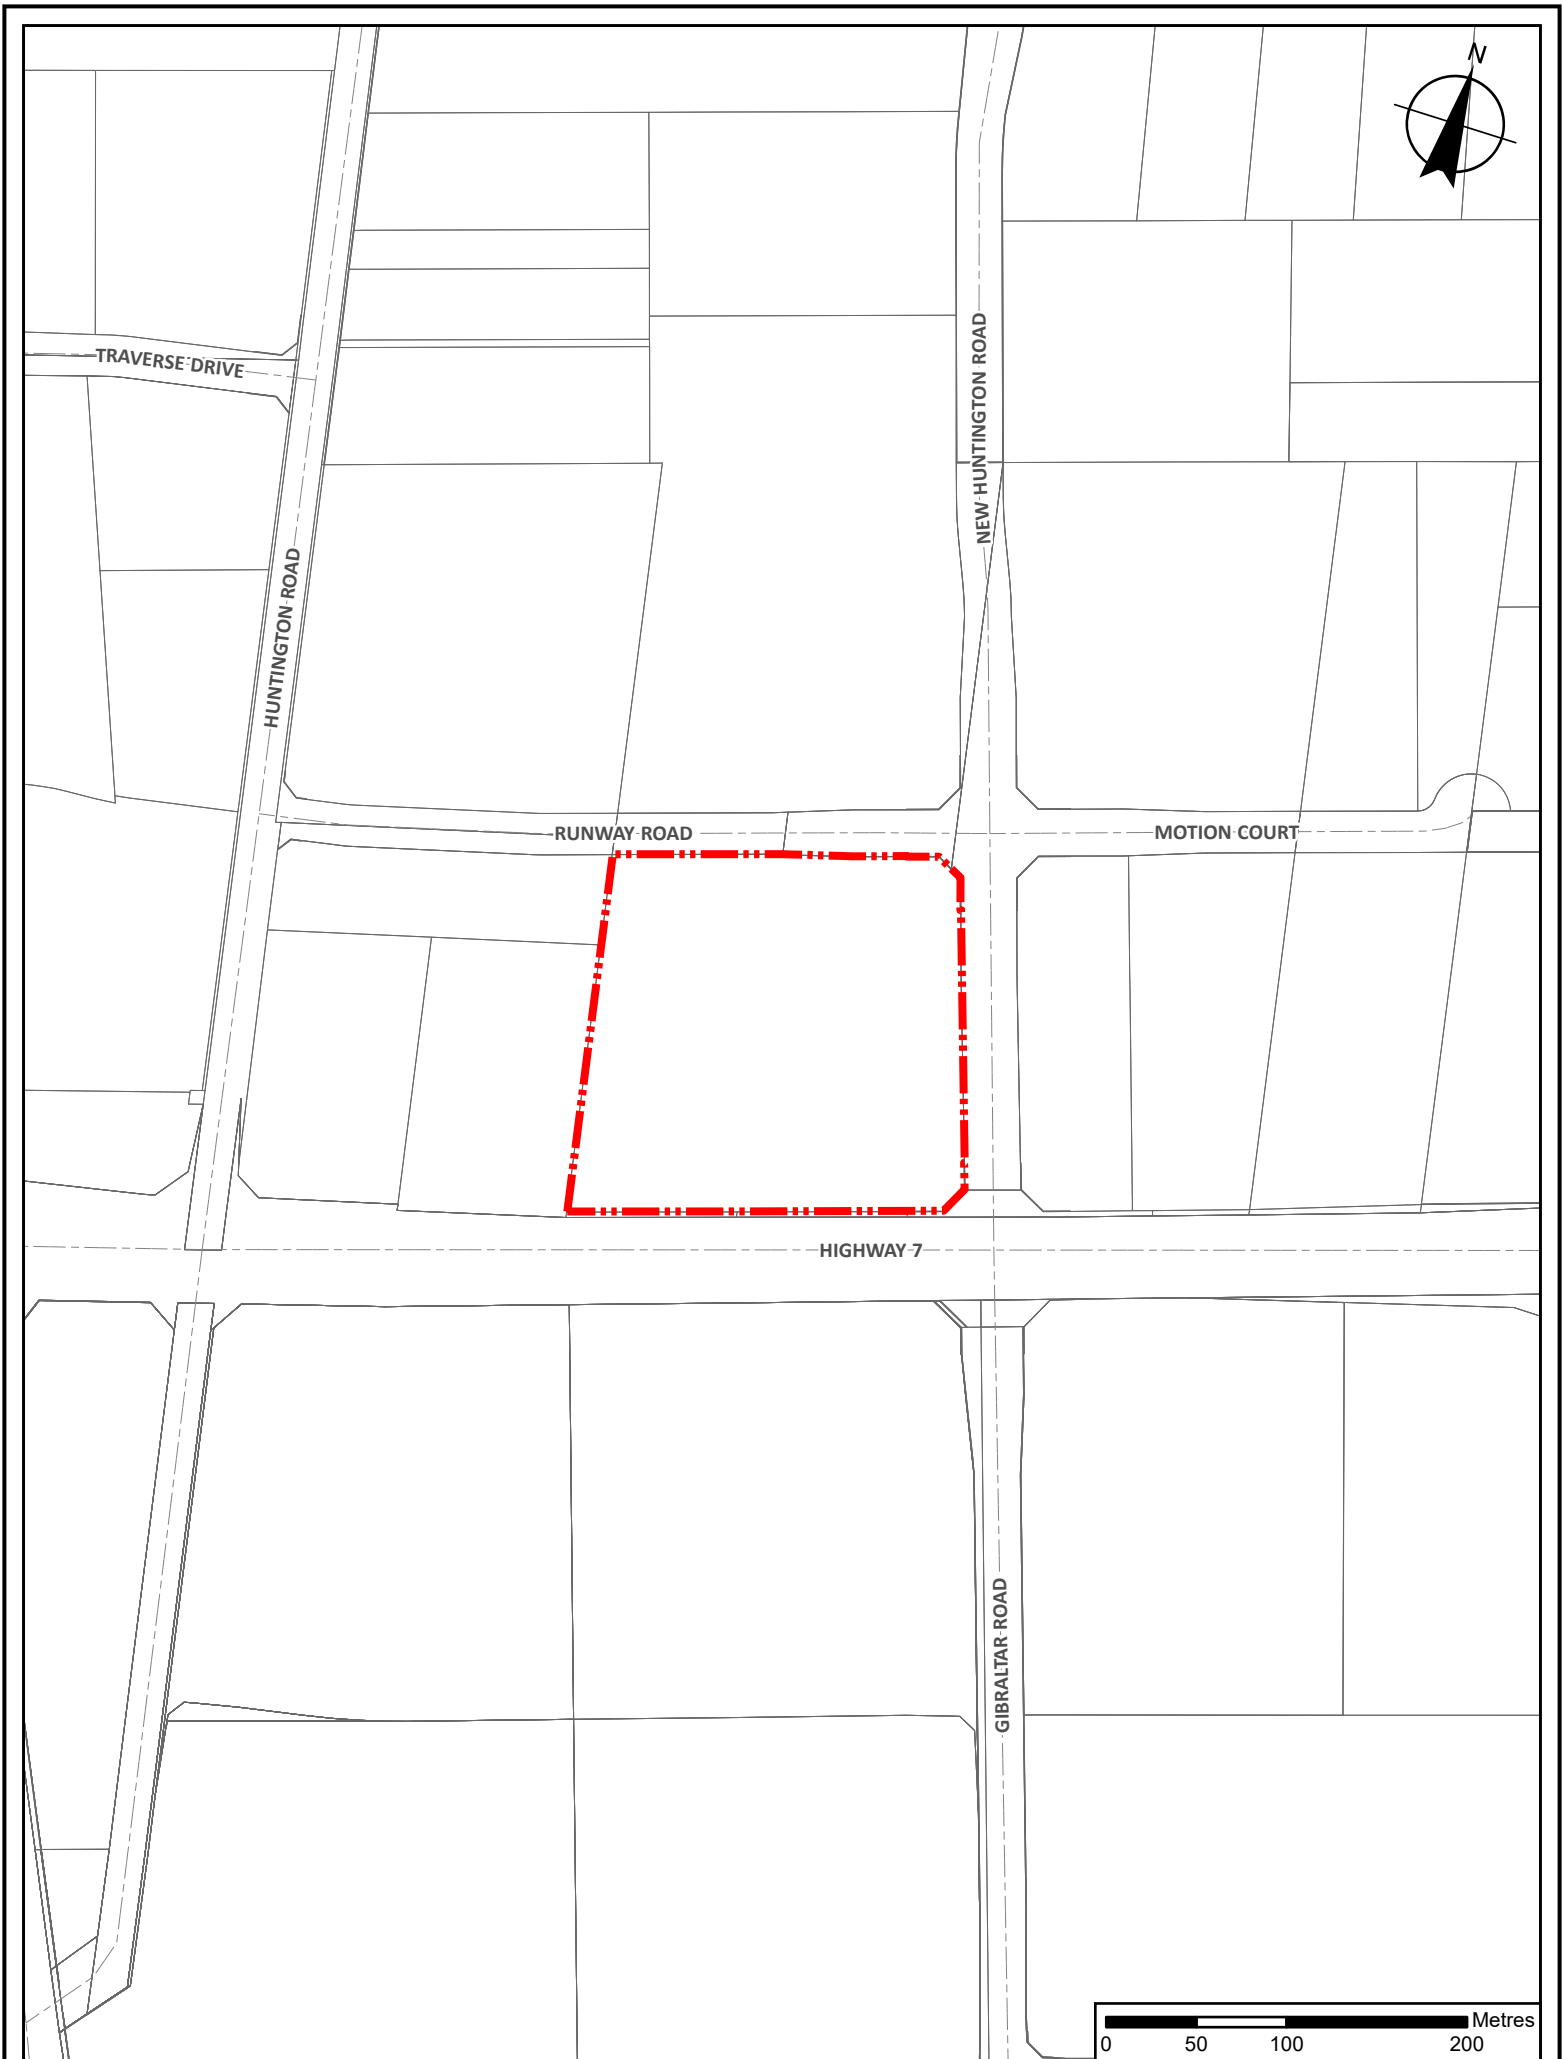 N
TRAVERSE DRIVE
NEW HUNTINGTON ROAD
HUNTINGTON ROAD
RUNWAY ROAD
MOTION COURT
HIGHWAY 7
GIBRALTAR ROAD
Metres
0 50 100 200